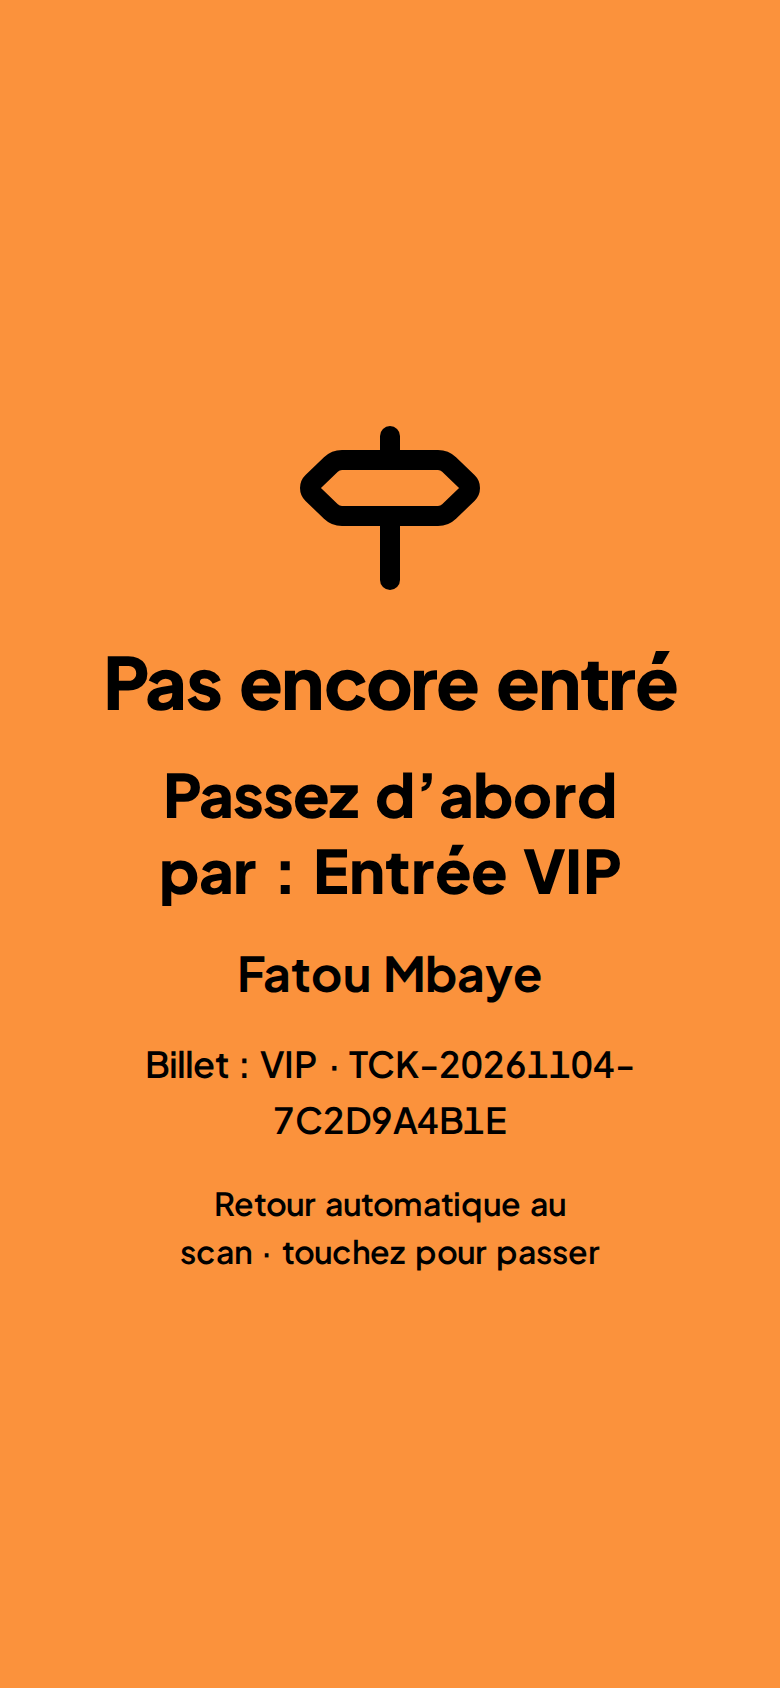 Pas encore entré
Passez d’abord
par : Entrée VIP
Fatou Mbaye
Billet : VIP · TCK-20261104-
7C2D9A4B1E
Retour automatique au
scan · touchez pour passer